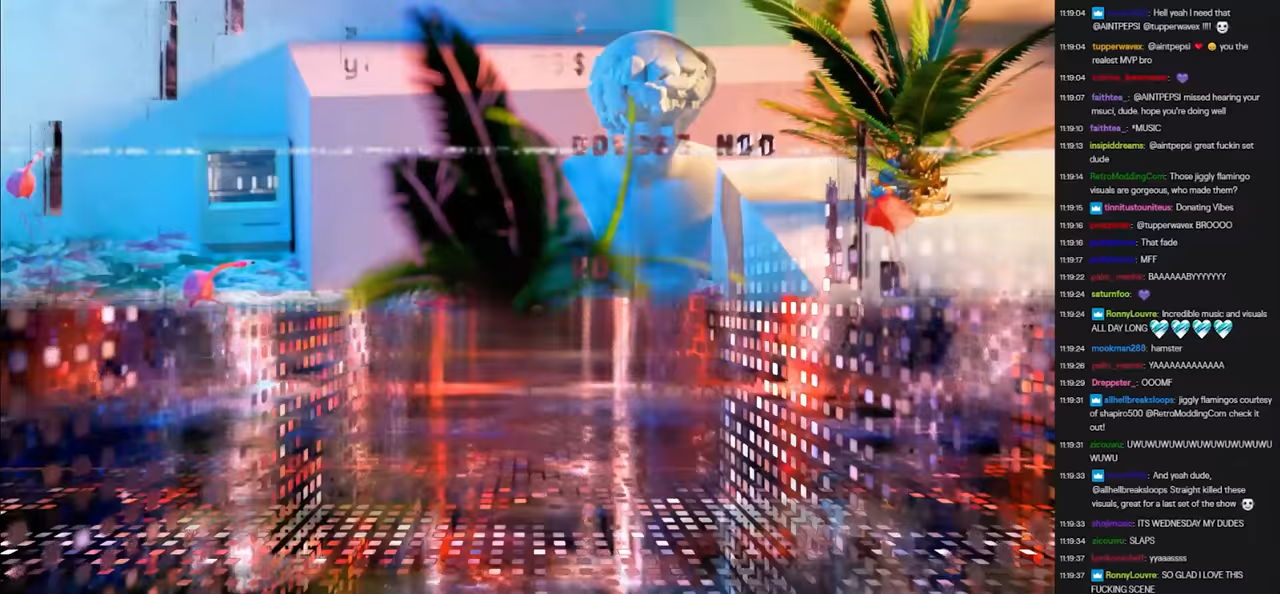 y
$
11:19:04 : Hell yeah I need that
@AINTPEPSI @tupperwavex !!!!
11:19:04 tupperwavex: @aintpepsi you the
realest MVP bro
11:19:04
11:19:07 faithtea_: @AINTPEPSI missed hearing your
msuci, dude. hope you're doing well
11:19:10 faithtea_: *MUSIC
11:19:13 insipiddreams: @aintpepsi great fuckin set
dude
11:19:14 RetroModdingCom: Those jiggly flamingo
visuals are gorgeous, who made them?
11:19:15 tinnitustouniteus: Donating Vibes
11:19:16 : @tupperwavex BROOOO
11:19:16 : That fade
11:19:17 : MFF
11:19:22 : BAAAAAABYYYYYYY
11:19:24 saturnfoo:
11:19:24 RonnyLouvre: Incredible music and visuals
ALL DAY LONG
11:19:24 mookman288: hamster
11:19:26 : YAAAAAAAAAAAAA
11:19:29 Dreppeter_: OOOMF
11:19:31 allhellbreaksloops: jiggly flamingos courtesy
of shapiro500 @RetroModdingCom check it
out!
11:19:31 zicouwu: UWUWUWUWUWUWUWUWUWUWU
WUWU
11:19:33 : And yeah dude,
@allhellbreaksloops Straight killed these
visuals, great for a last set of the show
11:19:33 : ITS WEDNESDAY MY DUDES
11:19:34 zicouwu: SLAPS
11:19:37 : yyaaassss
11:19:37 RonnyLouvre: SO GLAD I LOVE THIS
FUCKING SCENE